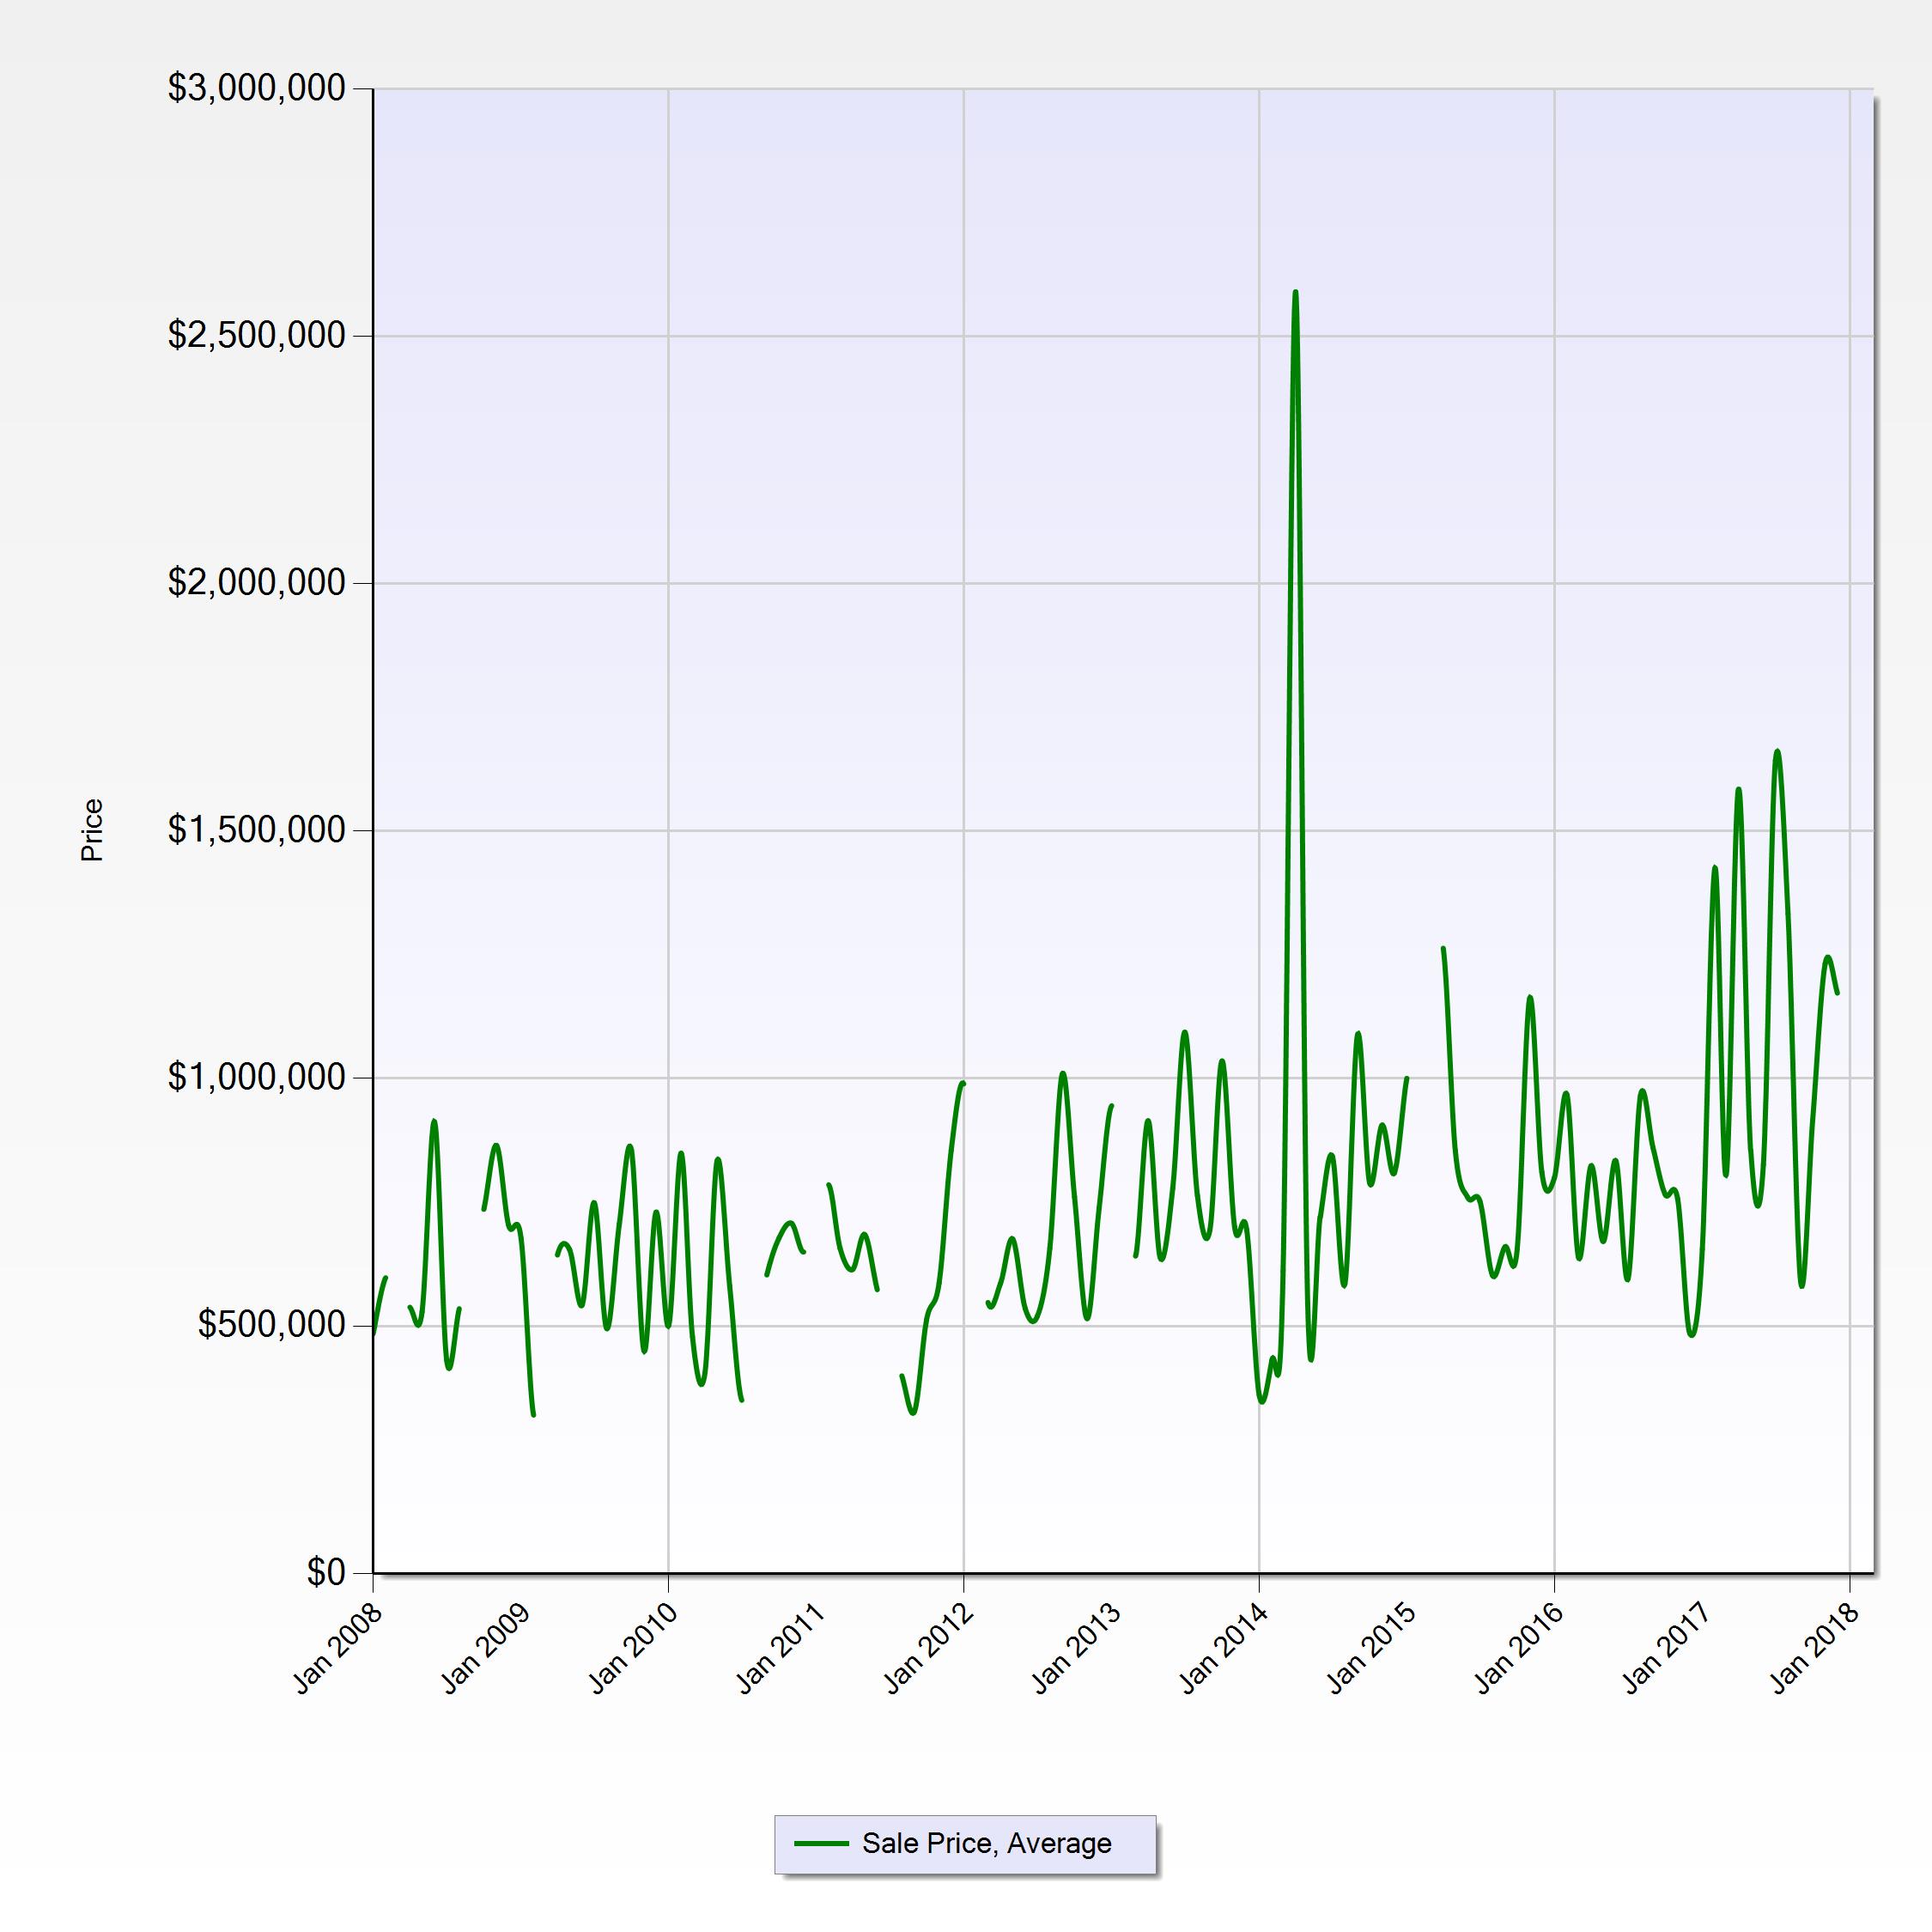 $3,000,000
$2,500,000
$2,000,000
$1,500,000
$1,000,000
$500,000
$0
Price
Jan 2008
Jan 2009
Jan 2010
Jan 2011
Jan 2012
Jan 2013
Jan 2014
Jan 2015
Jan 2016
Jan 2017
Jan 2018
Sale Price, Average